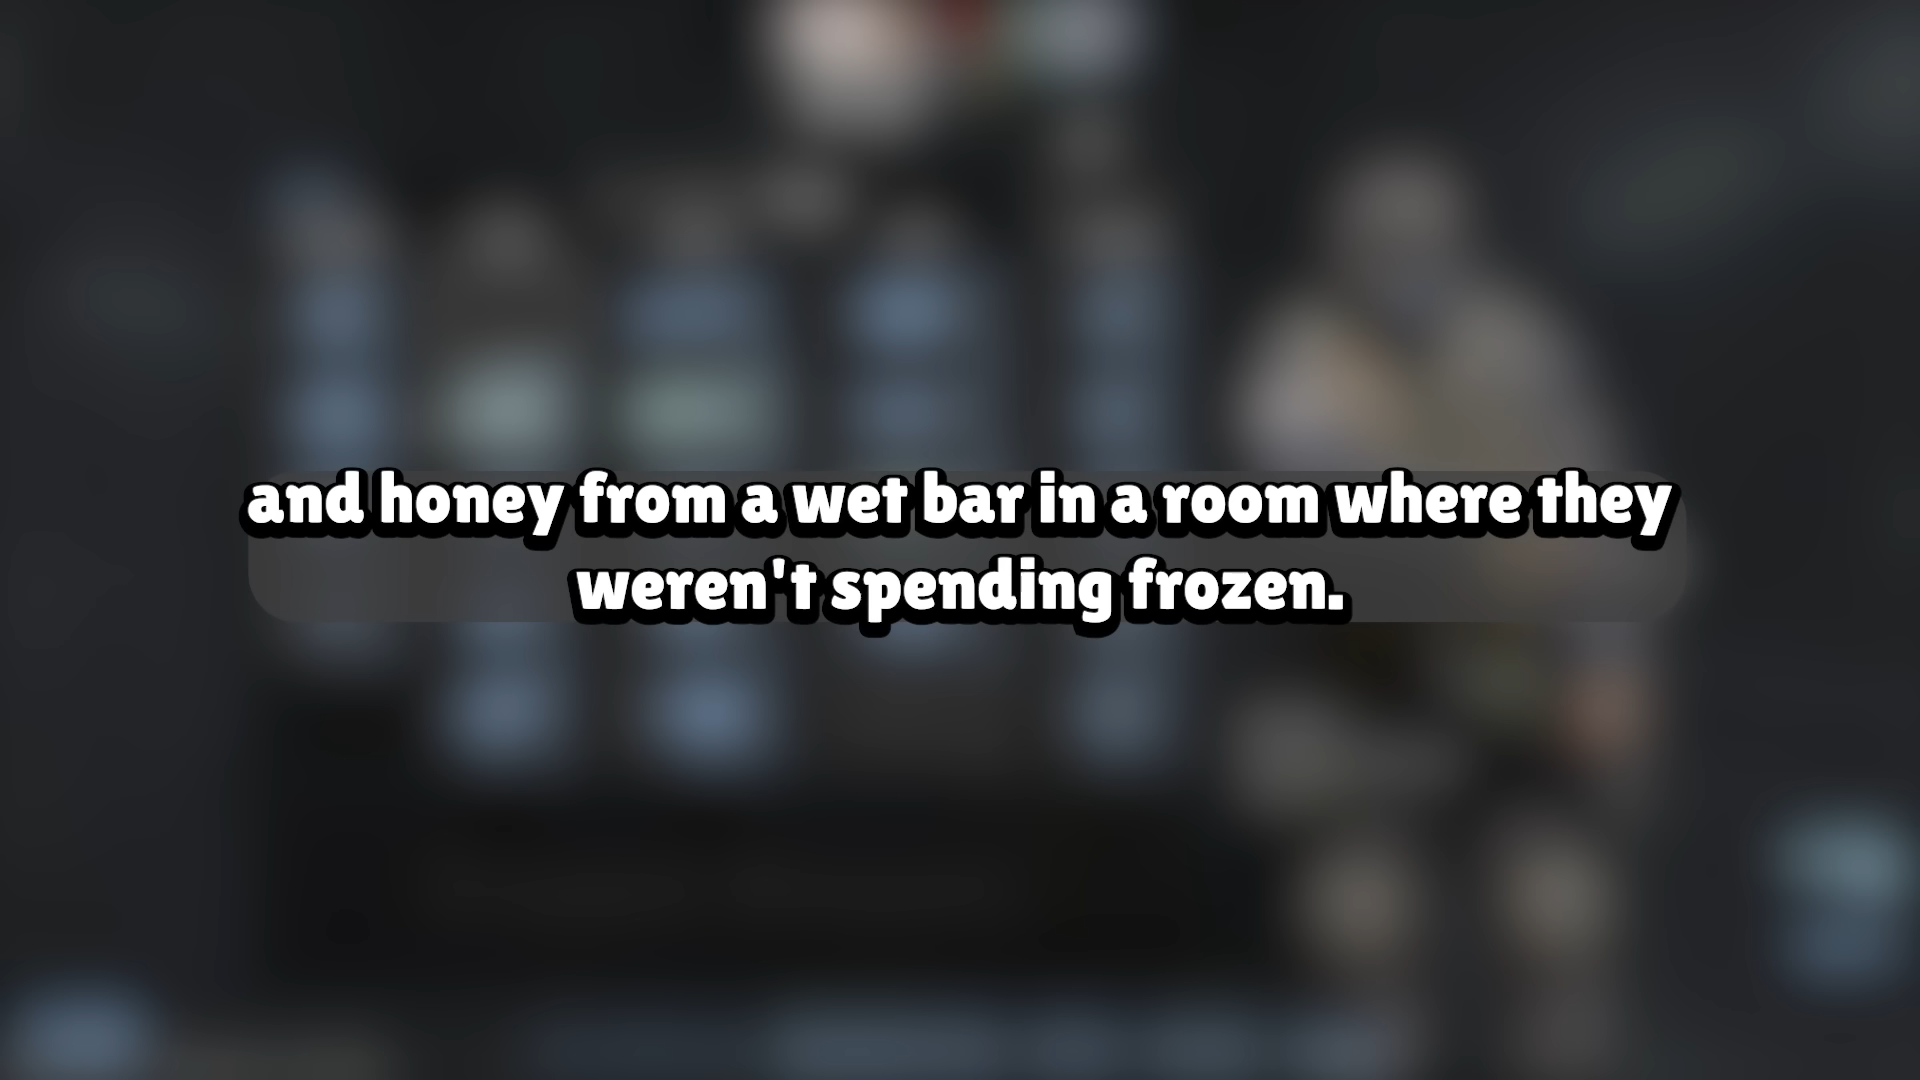 and honey from a wet bar in a room where they
weren't spending frozen.